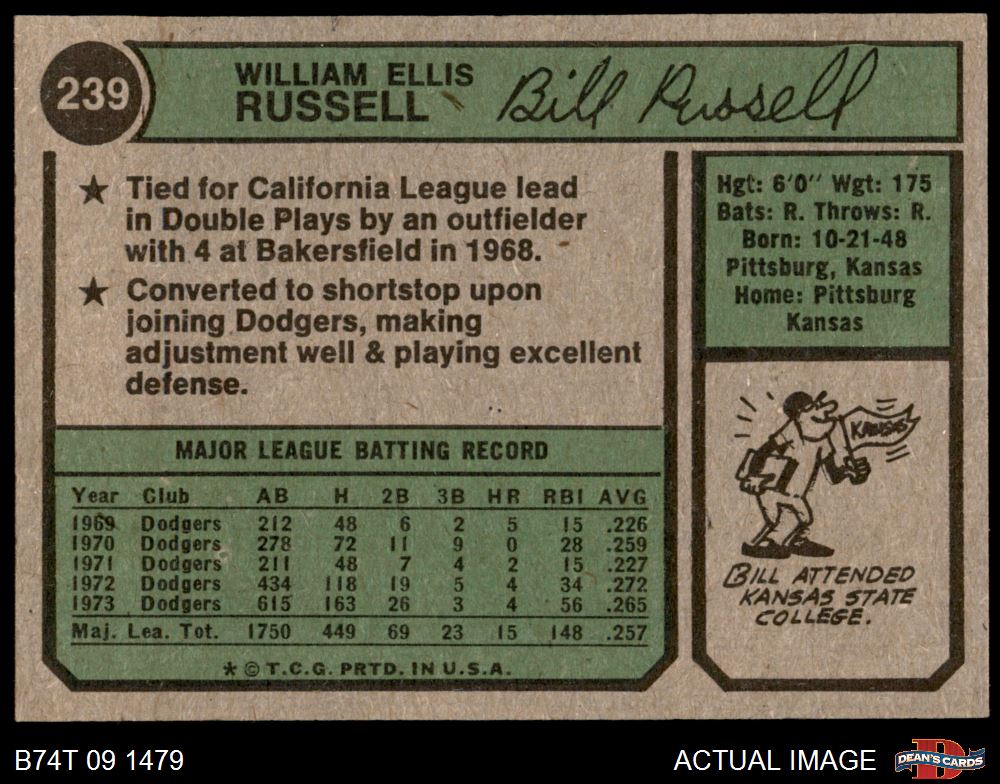 239
WILLIAM ELLIS
RUSSELL
Bill Russell
★ Tied for California League lead
in Double Plays by an outfielder
with 4 at Bakersfield in 1968.
★ Converted to shortstop upon
joining Dodgers, making
adjustment well & playing excellent
defense.
Hgt: 6'0" Wgt: 175
Bats: R. Throws: R.
Born: 10-21-48
Pittsburg, Kansas
Home: Pittsburg
Kansas
MAJOR LEAGUE BATTING RECORD
Year Club AB H 2B 3B HR RBI AVG
1969 Dodgers 212 48 6 2 5 15 .226
1970 Dodgers 278 72 11 9 0 28 .259
1971 Dodgers 211 48 7 4 2 15 .227
1972 Dodgers 434 118 19 5 4 34 .272
1973 Dodgers 615 163 26 3 4 56 .265
Maj. Lea. Tot. 1750 449 69 23 15 148 .257
* © T.C.G. PRTD. IN U.S.A.
KANSAS
BILL ATTENDED
KANSAS STATE
COLLEGE.
B74T 09 1479
ACTUAL IMAGE
D
DEAN'S CARDS